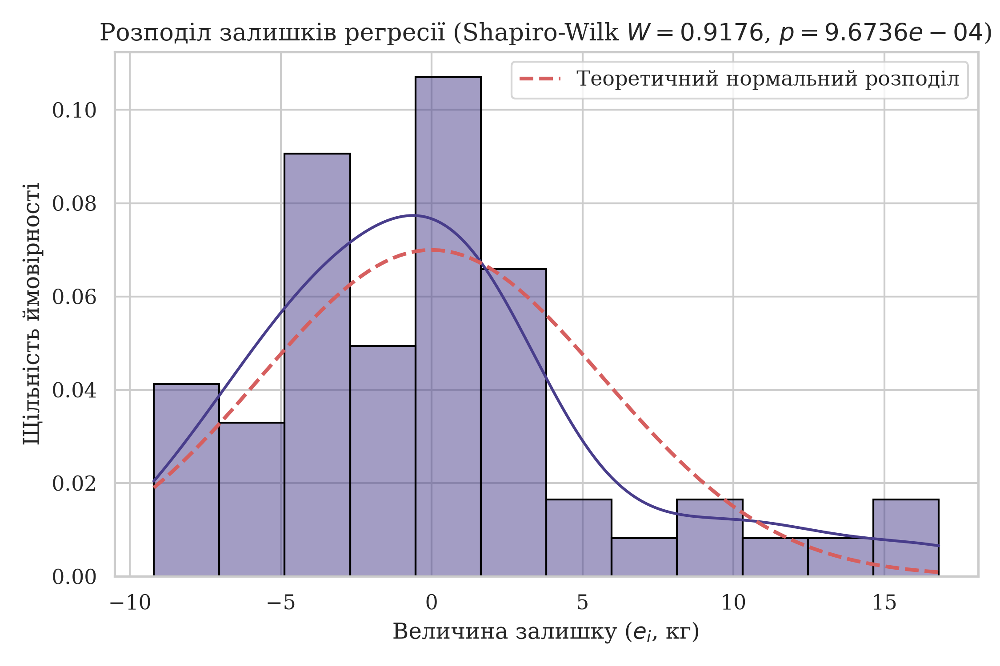 Розподіл залишків регресії (Shapiro-Wilk W = 0.9176, p = 9.6736e − 04)
Теоретичний нормальний розподіл
Щільність ймовірності
0.10
0.08
0.06
0.04
0.02
0.00
−10 −5 0 5 10 15
Величина залишку (eᵢ, кг)